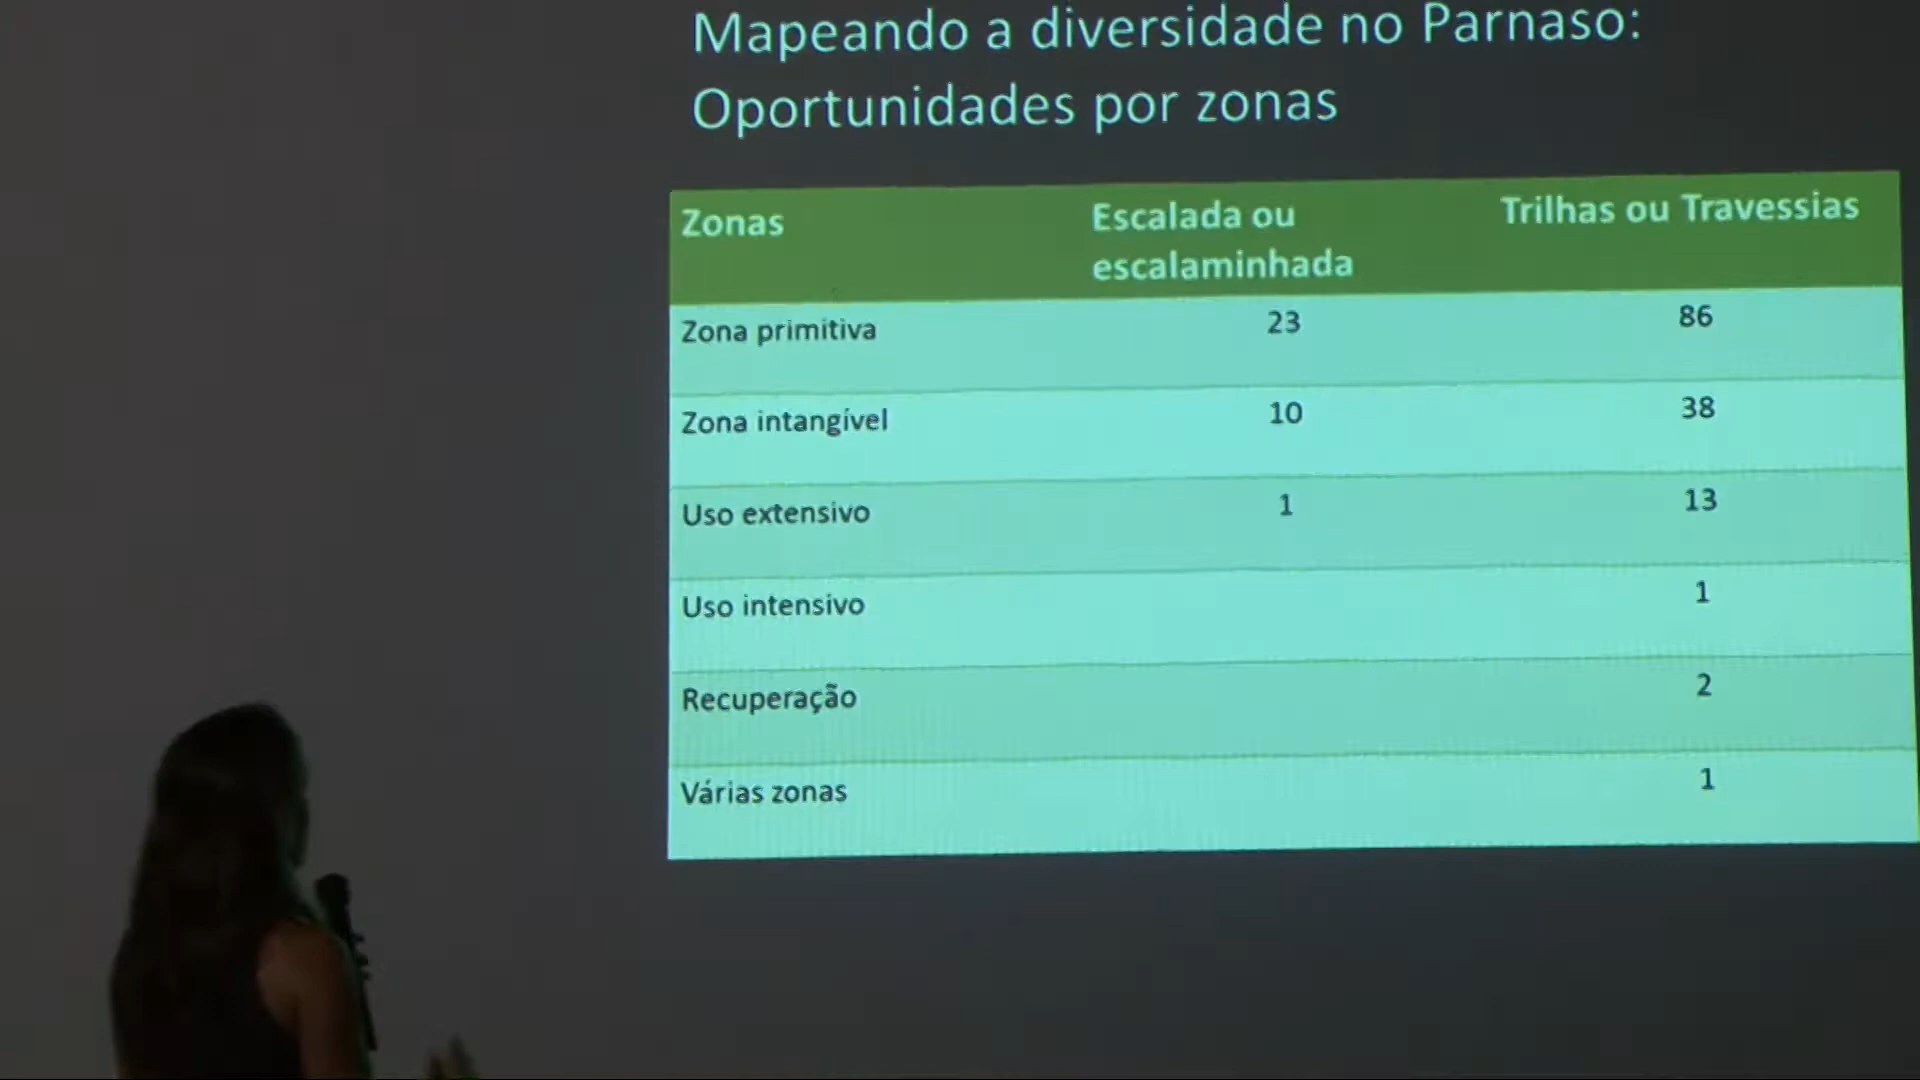 Mapeando a diversidade no Parnaso:
Oportunidades por zonas
Zonas Escalada ou escalaminhada Trilhas ou Travessias
Zona primitiva 23 86
Zona intangível 10 38
Uso extensivo 1 13
Uso intensivo 1
Recuperação 2
Várias zonas 1